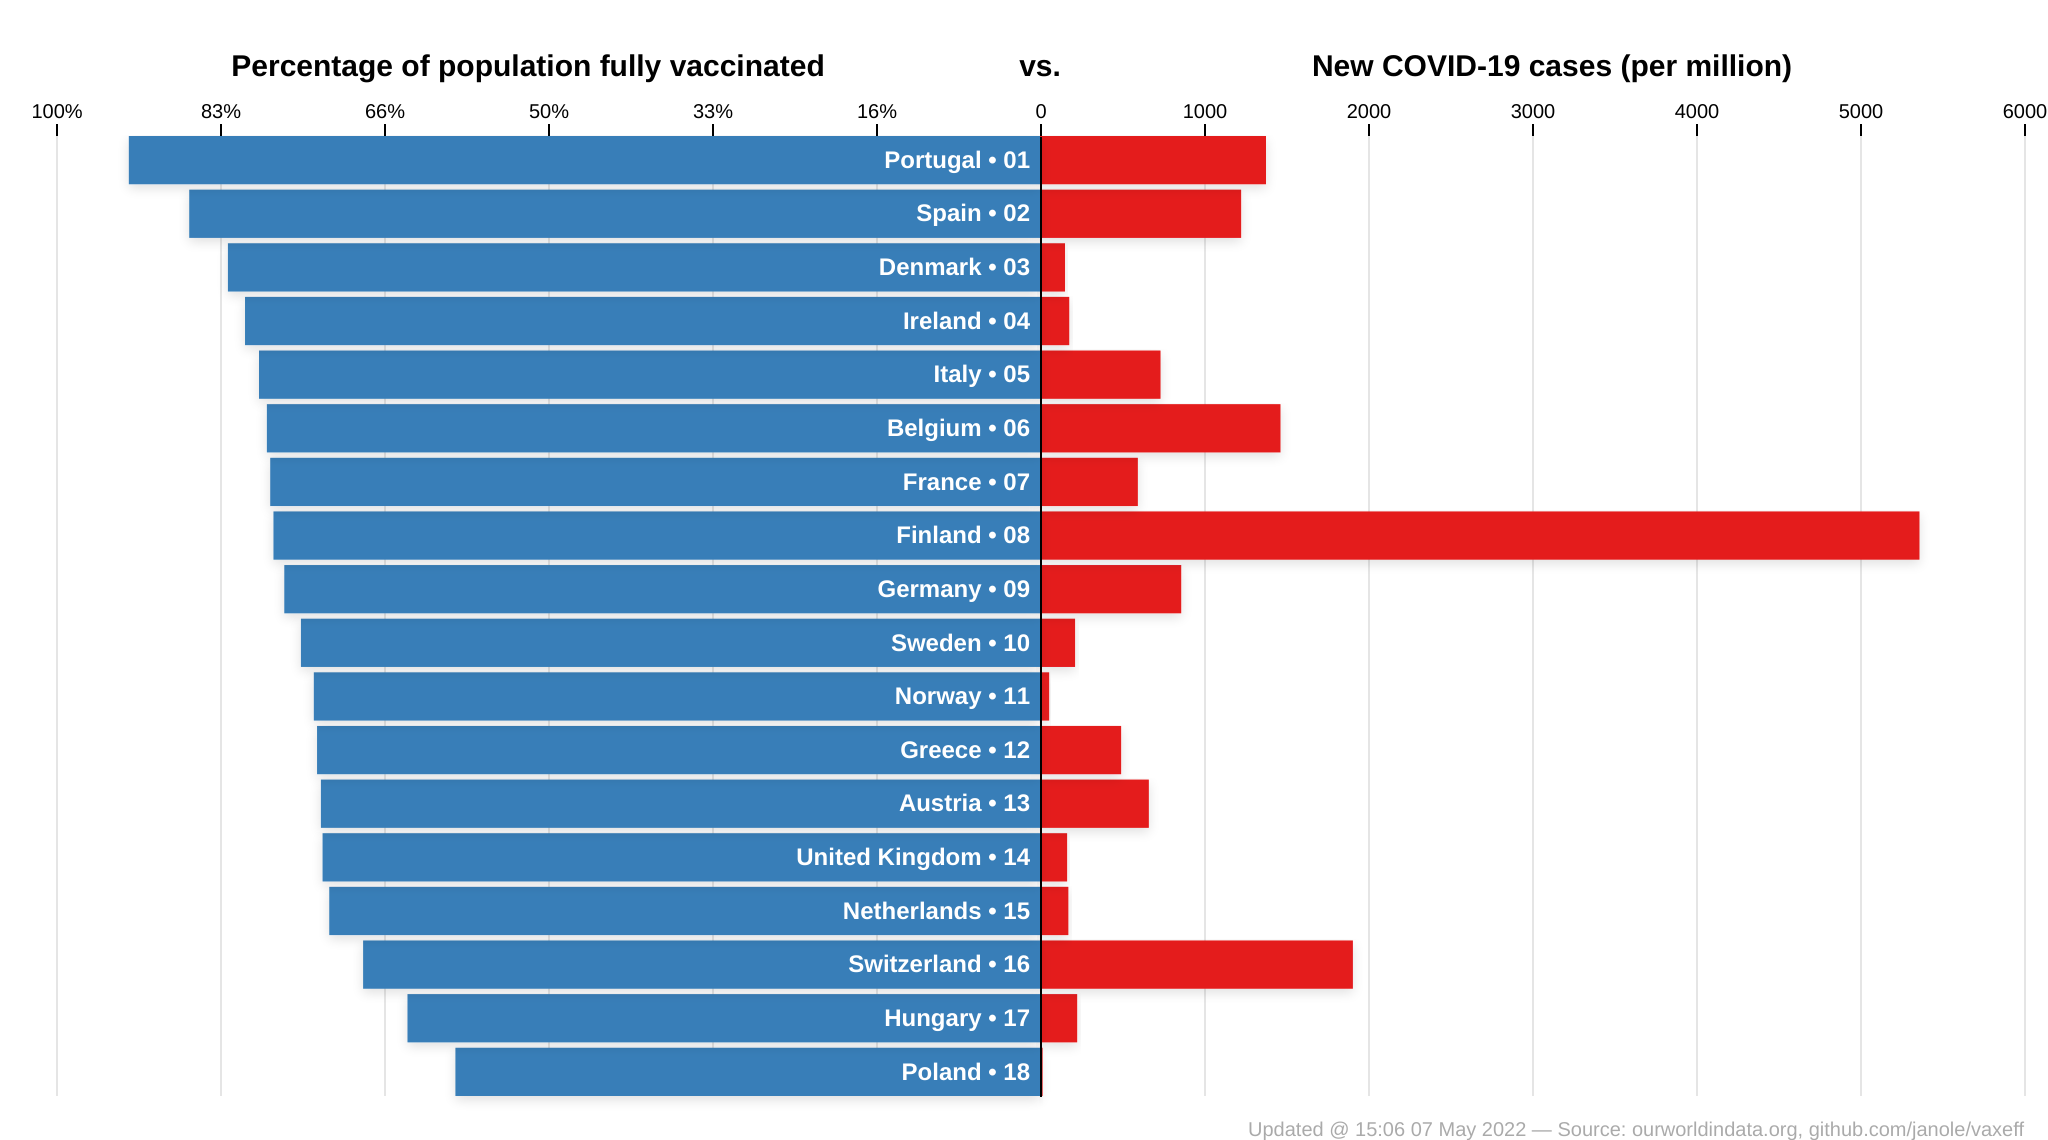 Percentage of population fully vaccinated vs. New COVID-19 cases (per million)
100% 83% 66% 50% 33% 16% 0 1000 2000 3000 4000 5000 6000
Portugal • 01
Spain • 02
Denmark • 03
Ireland • 04
Italy • 05
Belgium • 06
France • 07
Finland • 08
Germany • 09
Sweden • 10
Norway • 11
Greece • 12
Austria • 13
United Kingdom • 14
Netherlands • 15
Switzerland • 16
Hungary • 17
Poland • 18
Updated @ 15:06 07 May 2022 — Source: ourworldindata.org, github.com/janole/vaxeff